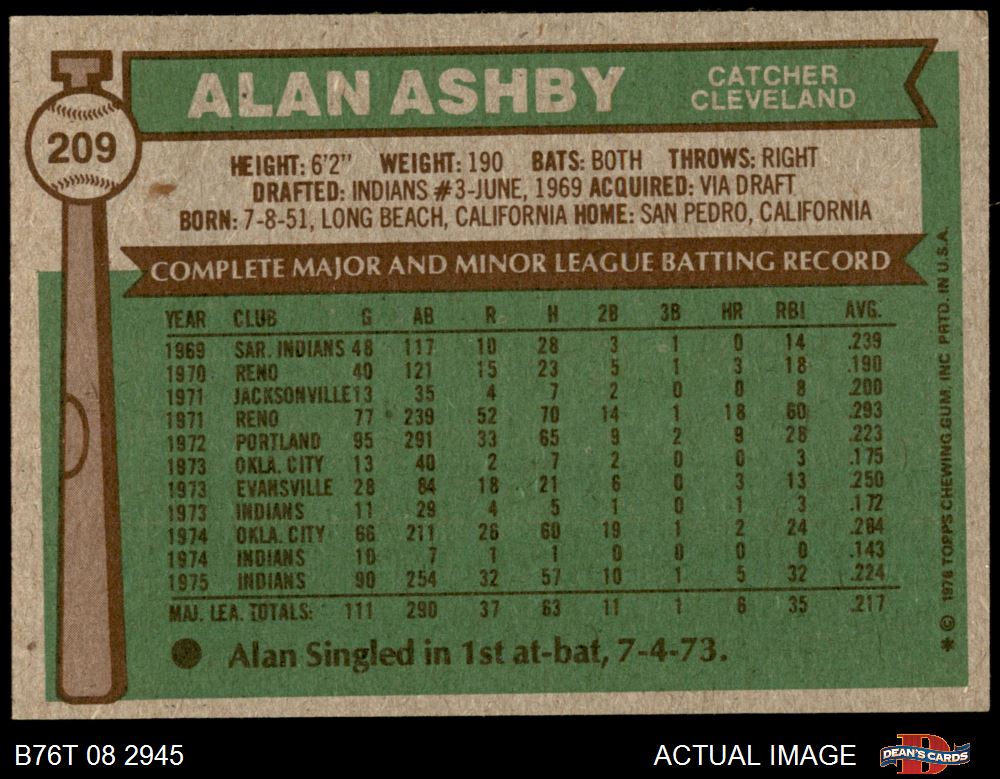 209
ALAN ASHBY
CATCHER
CLEVELAND
HEIGHT: 6'2" WEIGHT: 190 BATS: BOTH THROWS: RIGHT
DRAFTED: INDIANS #3-JUNE, 1969 ACQUIRED: VIA DRAFT
BORN: 7-8-51, LONG BEACH, CALIFORNIA HOME: SAN PEDRO, CALIFORNIA
COMPLETE MAJOR AND MINOR LEAGUE BATTING RECORD
YEAR CLUB G AB R H 2B 3B HR RBI AVG.
1969 SAR. INDIANS 48 117 10 28 3 1 0 14 .239
1970 RENO 40 121 15 23 5 1 3 18 .190
1971 JACKSONVILLE 13 35 4 7 2 0 0 8 .200
1971 RENO 77 239 52 70 14 1 18 60 .293
1972 PORTLAND 95 291 33 65 9 2 9 28 .223
1973 OKLA. CITY 13 40 2 7 2 0 0 3 .175
1973 EVANSVILLE 28 84 18 21 6 0 3 13 .250
1973 INDIANS 11 29 4 5 1 0 1 3 .172
1974 OKLA. CITY 66 211 26 60 19 1 2 24 .284
1974 INDIANS 10 7 1 1 0 0 0 0 .143
1975 INDIANS 90 254 32 57 10 1 5 32 .224
MAJ. LEA. TOTALS: 111 290 37 63 11 1 6 35 .217
● Alan Singled in 1st at-bat, 7-4-73.
* © 1976 TOPPS CHEWING GUM, INC PRTD. IN U.S.A.
B76T 08 2945
ACTUAL IMAGE
DEAN'S CARDS